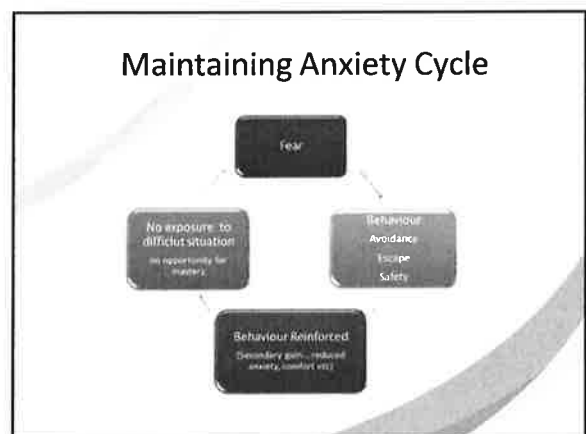 Maintaining Anxiety Cycle
Fear
Behaviour
Avoidance
Escape
Safety
Behaviour Reinforced
(Secondary gain... reduced
anxiety, comfort etc)
No exposure to
difficlut situation
no opportunity for
mastery